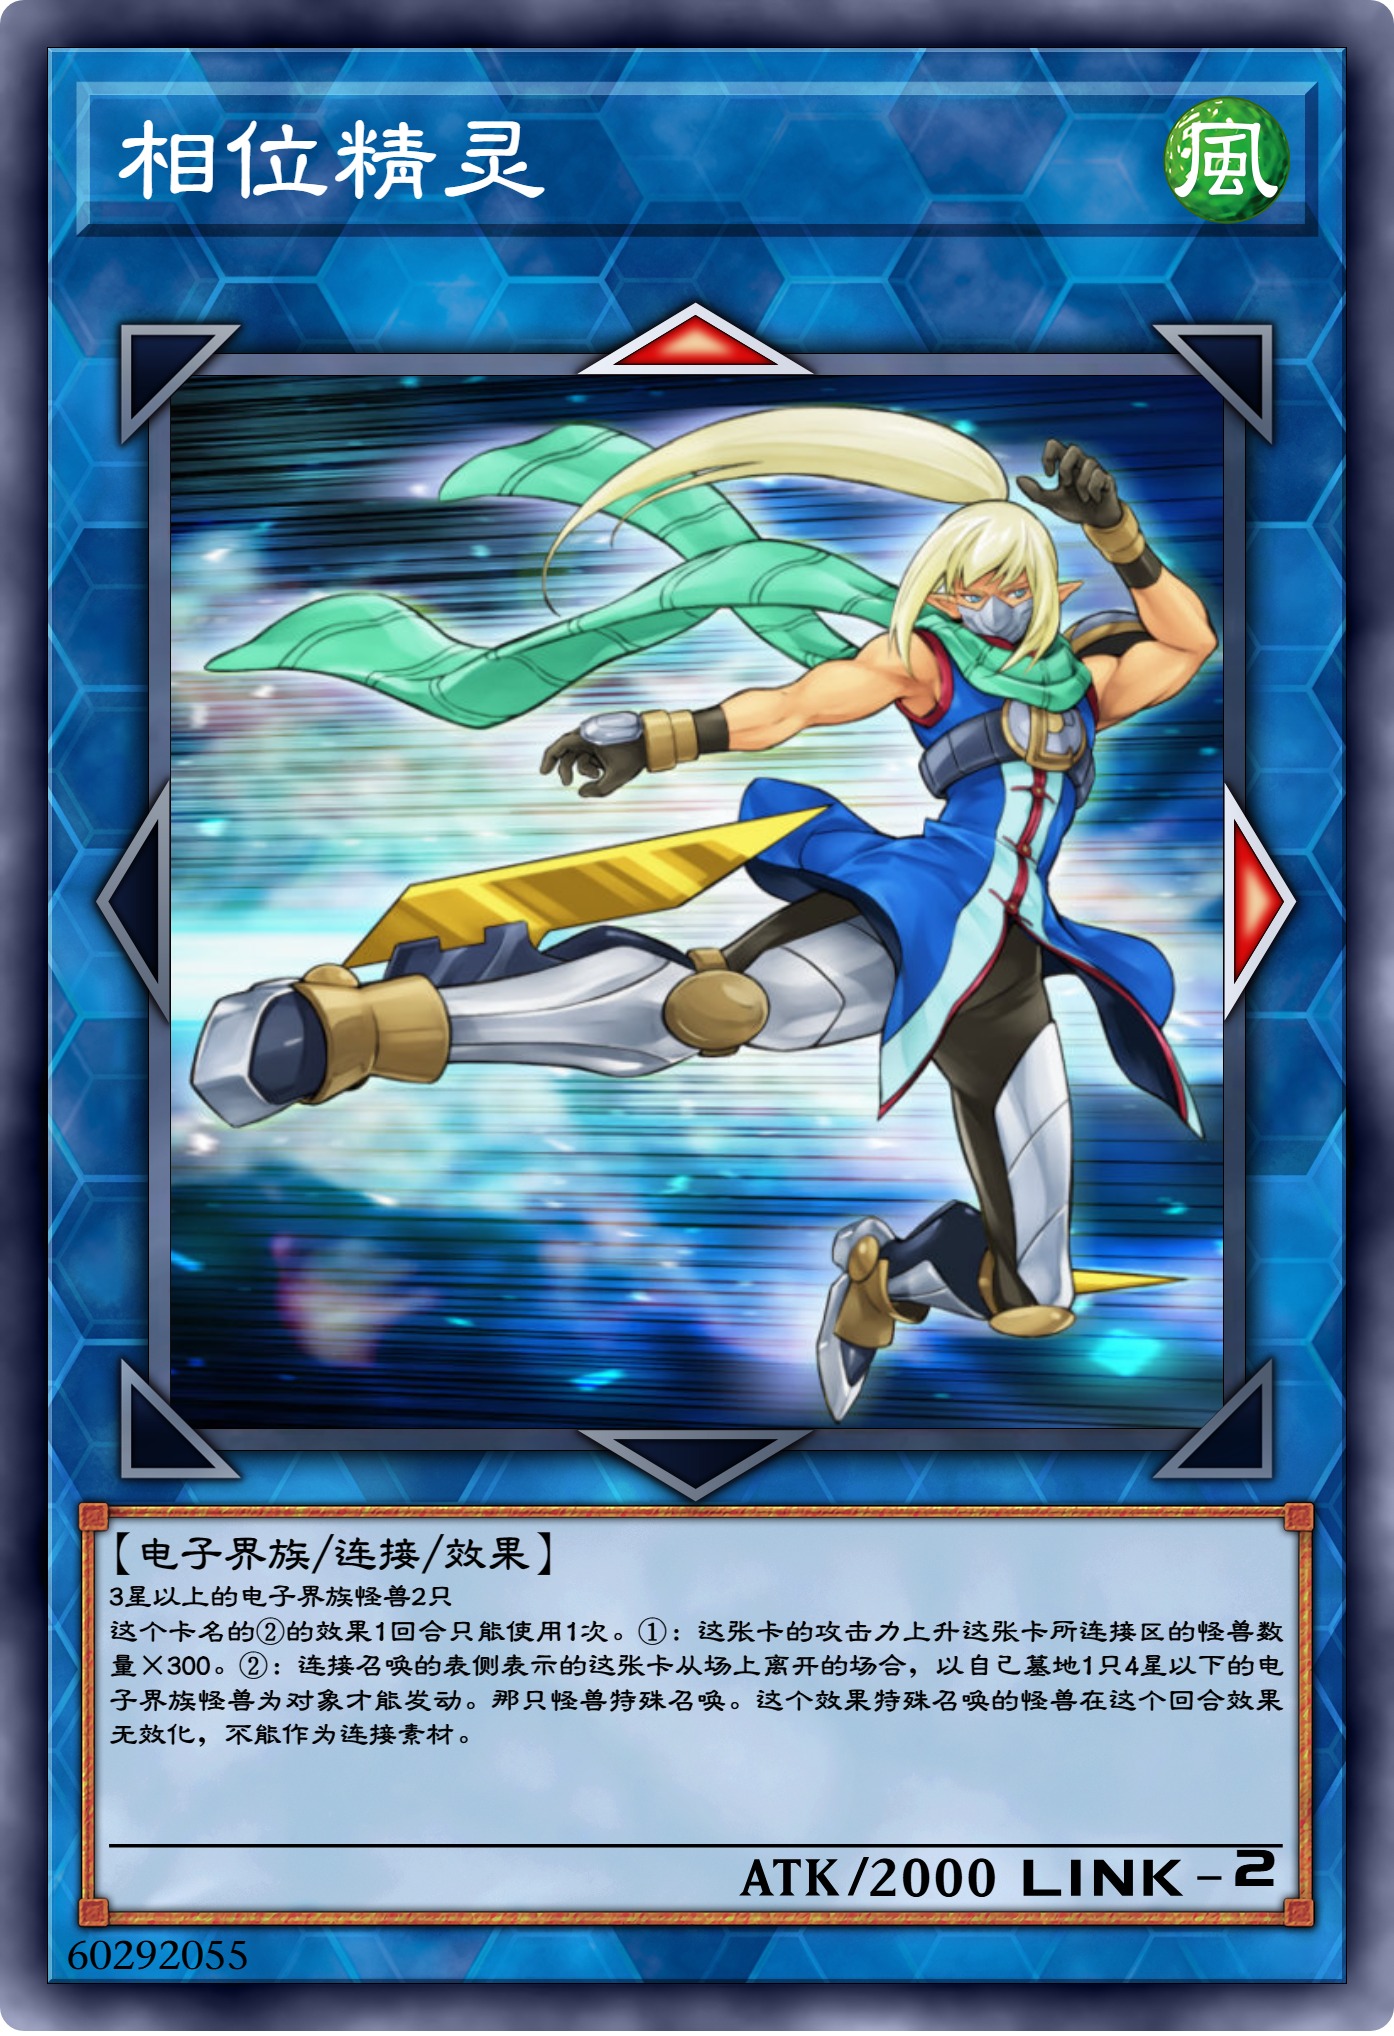 相位精灵
風
【电子界族/连接/效果】
3星以上的电子界族怪兽2只
这个卡名的②的效果1回合只能使用1次。①：这张卡的攻击力上升这张卡所连接区的怪兽数
量×300。②：连接召唤的表侧表示的这张卡从场上离开的场合，以自己墓地1只4星以下的电
子界族怪兽为对象才能发动。那只怪兽特殊召唤。这个效果特殊召唤的怪兽在这个回合效果
无效化，不能作为连接素材。
ATK/2000 LINK-2
60292055